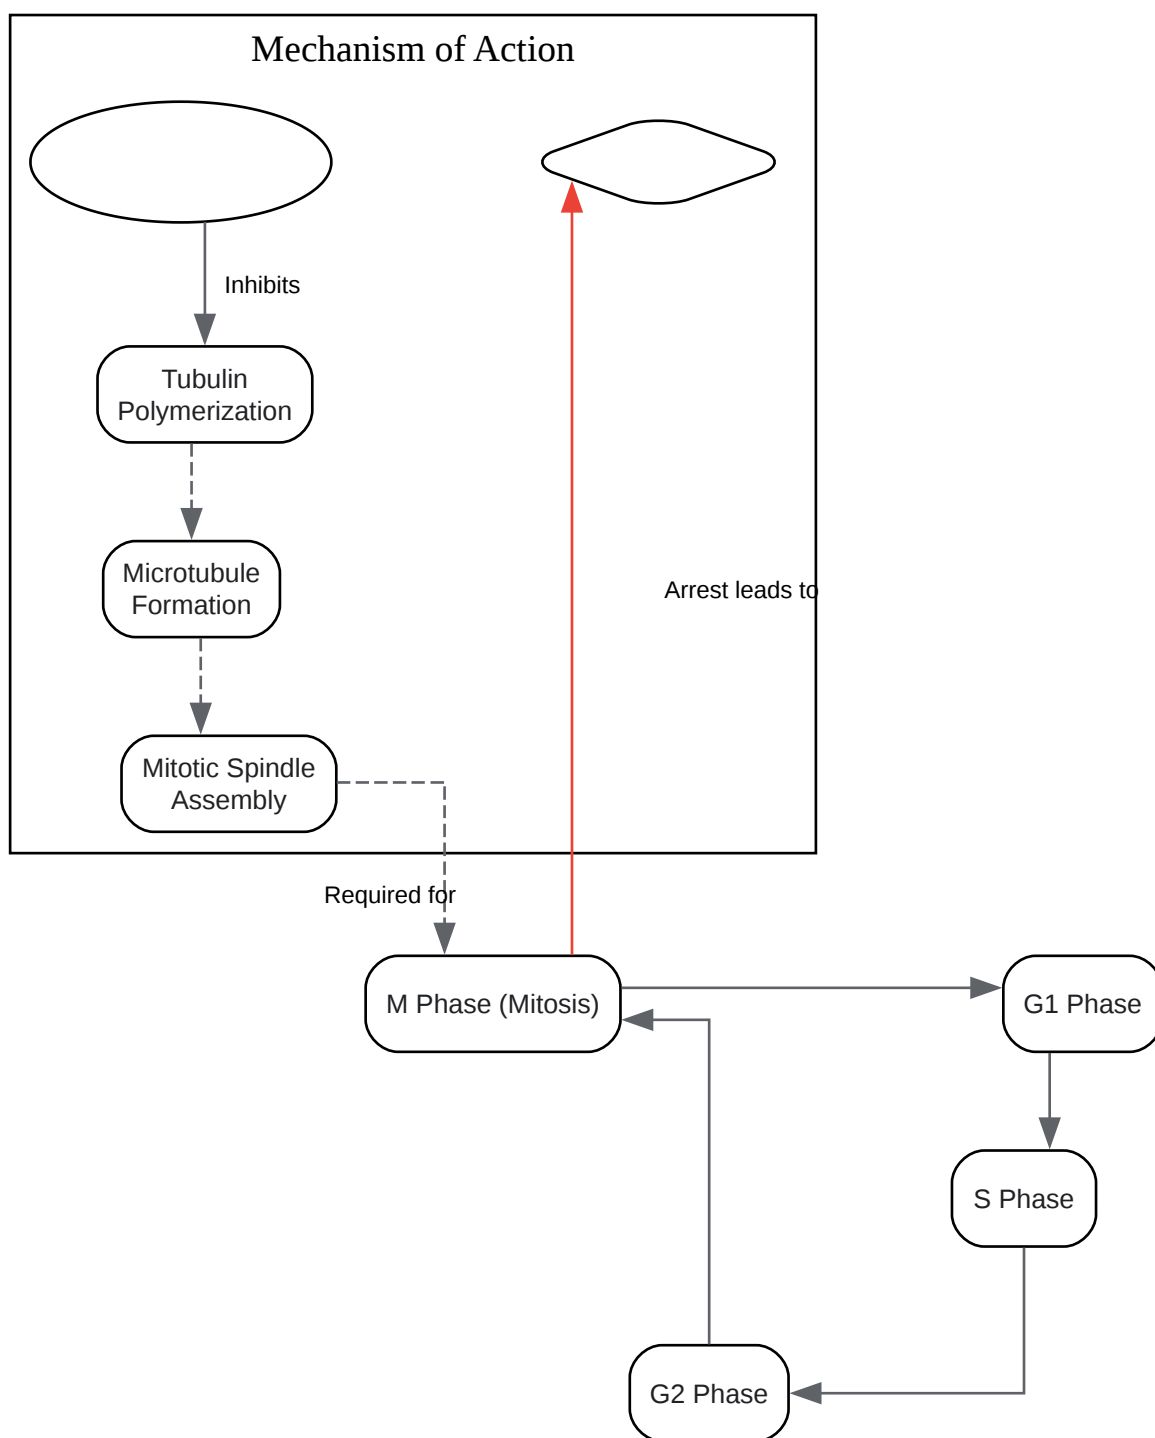 Mechanism of Action
Inhibits
Tubulin
Polymerization
Microtubule
Formation
Arrest leads to
Mitotic Spindle
Assembly
Required for
M Phase (Mitosis)
G1 Phase
S Phase
G2 Phase